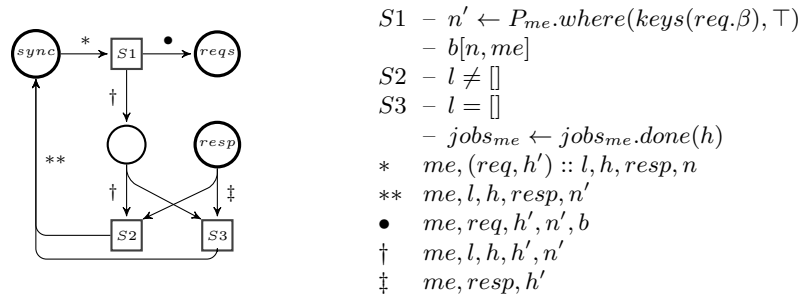 sync * S1 • reqs
†
resp
** † ‡
S2 S3
S1 – n′ ← P_me.where(keys(req.β), ⊤)
– b[n, me]
S2 – l ≠ []
S3 – l = []
– jobs_me ← jobs_me.done(h)
* me, (req, h′) :: l, h, resp, n
** me, l, h, resp, n′
• me, req, h′, n′, b
† me, l, h, h′, n′
‡ me, resp, h′